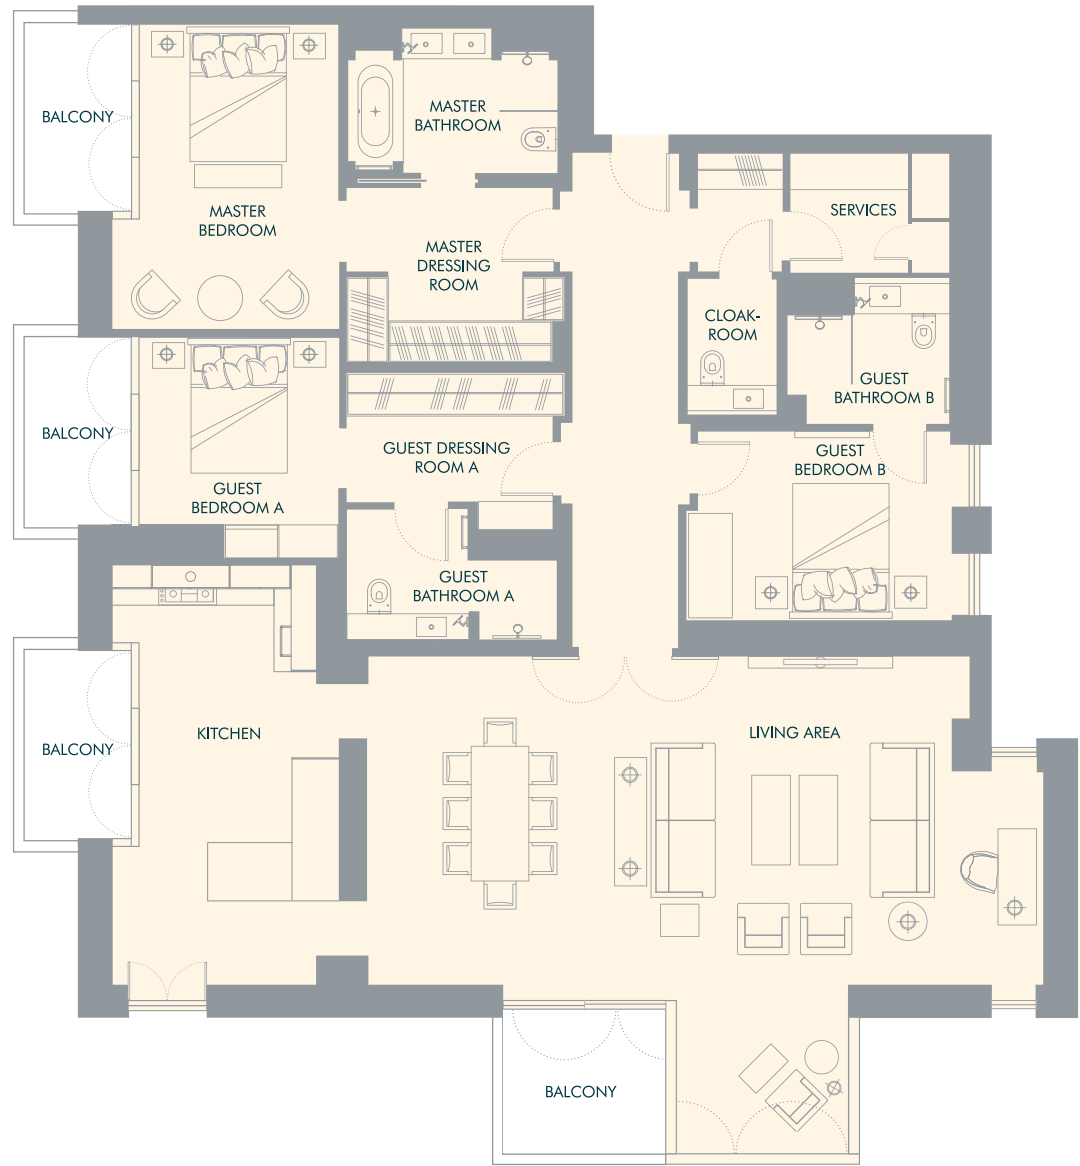 BALCONY
MASTER
BATHROOM
MASTER
BEDROOM
SERVICES
MASTER
DRESSING
ROOM
CLOAK-
ROOM
GUEST
BATHROOM B
BALCONY
GUEST DRESSING
ROOM A
GUEST
BEDROOM B
GUEST
BEDROOM A
GUEST
BATHROOM A
KITCHEN
LIVING AREA
BALCONY
BALCONY